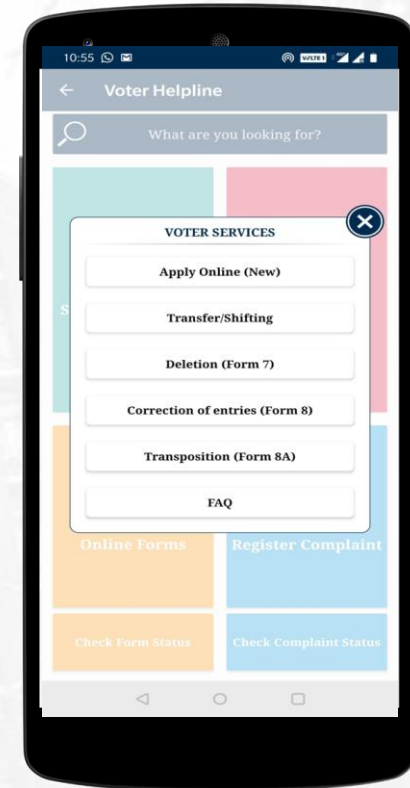 10:55
VoLTE 1
Voter Helpline
What are you looking for?
VOTER SERVICES
Apply Online (New)
Transfer/Shifting
Deletion (Form 7)
Correction of entries (Form 8)
Transposition (Form 8A)
FAQ
Online Forms
Register Complaint
Check Form Status
Check Complaint Status